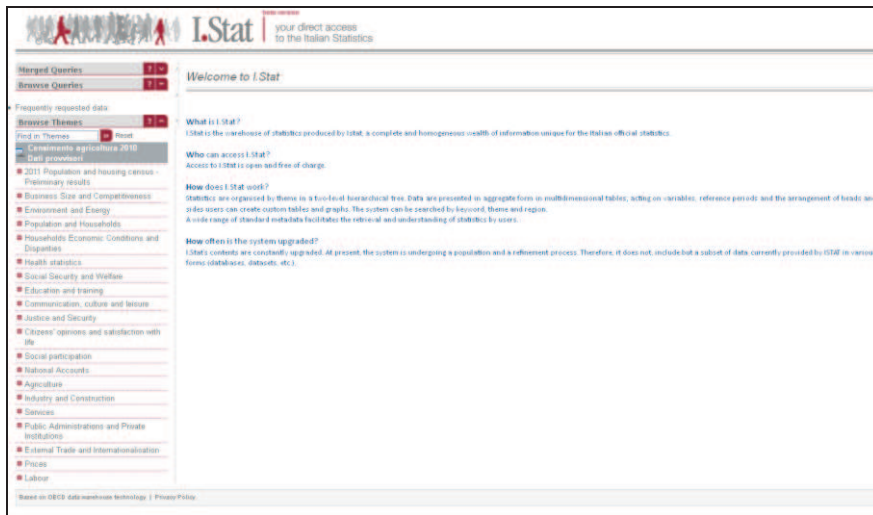 I.Stat
your direct access
to the Italian Statistics
Merged Queries
Browse Queries
Frequently requested data
Browse Themes
Find in Themes
Reset
Censimento agricoltura 2010
Dati provvisori
2011 Population and housing census -
Preliminary results
Business Size and Competitiveness
Environment and Energy
Population and Households
Households Economic Conditions and
Disparities
Health statistics
Social Security and Welfare
Education and training
Communication, culture and leisure
Justice and Security
Citizens' opinions and satisfaction with
life
Social participation
National Accounts
Agriculture
Industry and Construction
Services
Public Administrations and Private
Institutions
External Trade and Internationalisation
Prices
Labour
Welcome to I.Stat
What is I.Stat?
I.Stat is the warehouse of statistics produced by Istat, a complete and homogeneous wealth of information unique for the Italian official statistics.
Who can access I.Stat?
Access to I.Stat is open and free of charge.
How does I.Stat work?
Statistics are organised by theme in a two-level hierarchical tree. Data are presented in aggregate form in multidimensional tables; acting on variables, reference periods and the arrangement of heads and
sides users can create custom tables and graphs. The system can be searched by keyword, theme and region.
A wide range of standard metadata facilitates the retrieval and understanding of statistics by users.
How often is the system upgraded?
I.Stat's contents are constantly upgraded. At present, the system is undergoing a population and a refinement process. Therefore, it does not, include but a subset of data currently provided by ISTAT in variou
forms (databases, datasets, etc.).
Based on OECD data warehouse technology | Privacy Policy